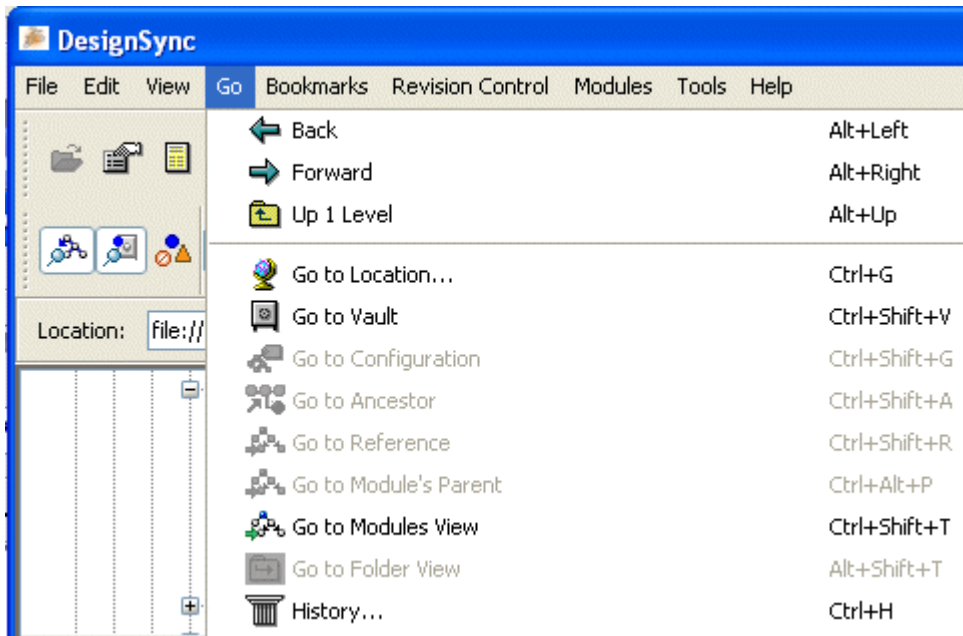 DesignSync
File Edit View Go Bookmarks Revision Control Modules Tools Help
Back Alt+Left
Forward Alt+Right
Up 1 Level Alt+Up
Go to Location... Ctrl+G
Go to Vault Ctrl+Shift+V
Location: file://
Go to Configuration Ctrl+Shift+G
Go to Ancestor Ctrl+Shift+A
Go to Reference Ctrl+Shift+R
Go to Module's Parent Ctrl+Alt+P
Go to Modules View Ctrl+Shift+T
Go to Folder View Alt+Shift+T
History... Ctrl+H